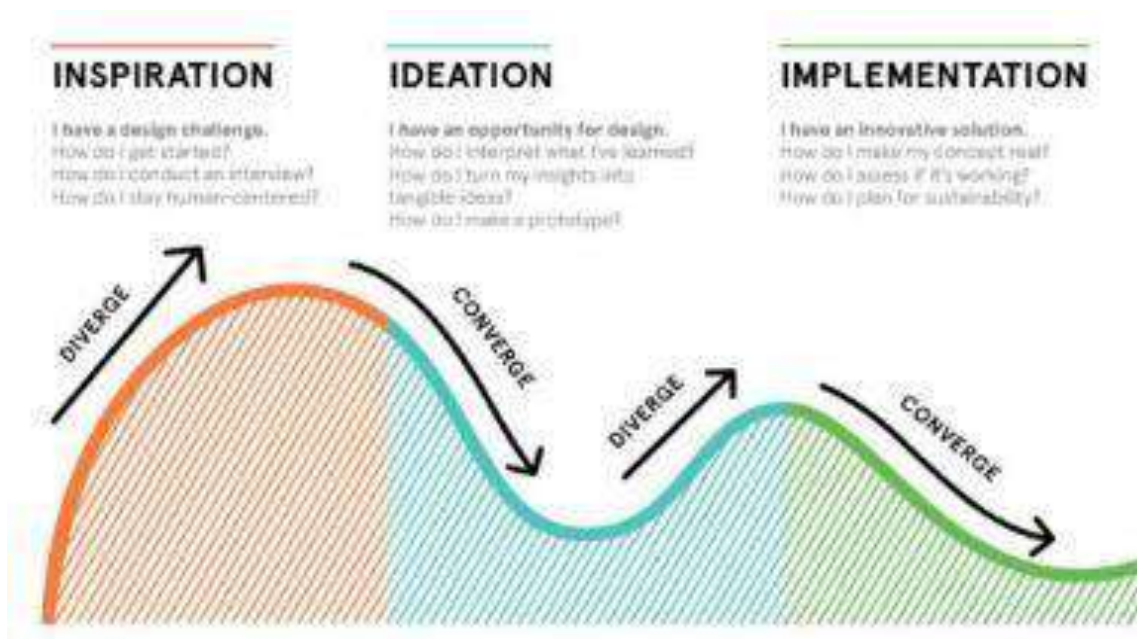 INSPIRATION
I have a design challenge.
How do I get started?
How do I conduct an interview?
How do I stay human-centered?
IDEATION
I have an opportunity for design.
How do I interpret what I've learned?
How do I turn my insights into
tangible ideas?
How do I make a prototype?
IMPLEMENTATION
I have an innovative solution.
How do I make my concept real?
How do I assess if it's working?
How do I plan for sustainability?
DIVERGE
CONVERGE
DIVERGE
CONVERGE